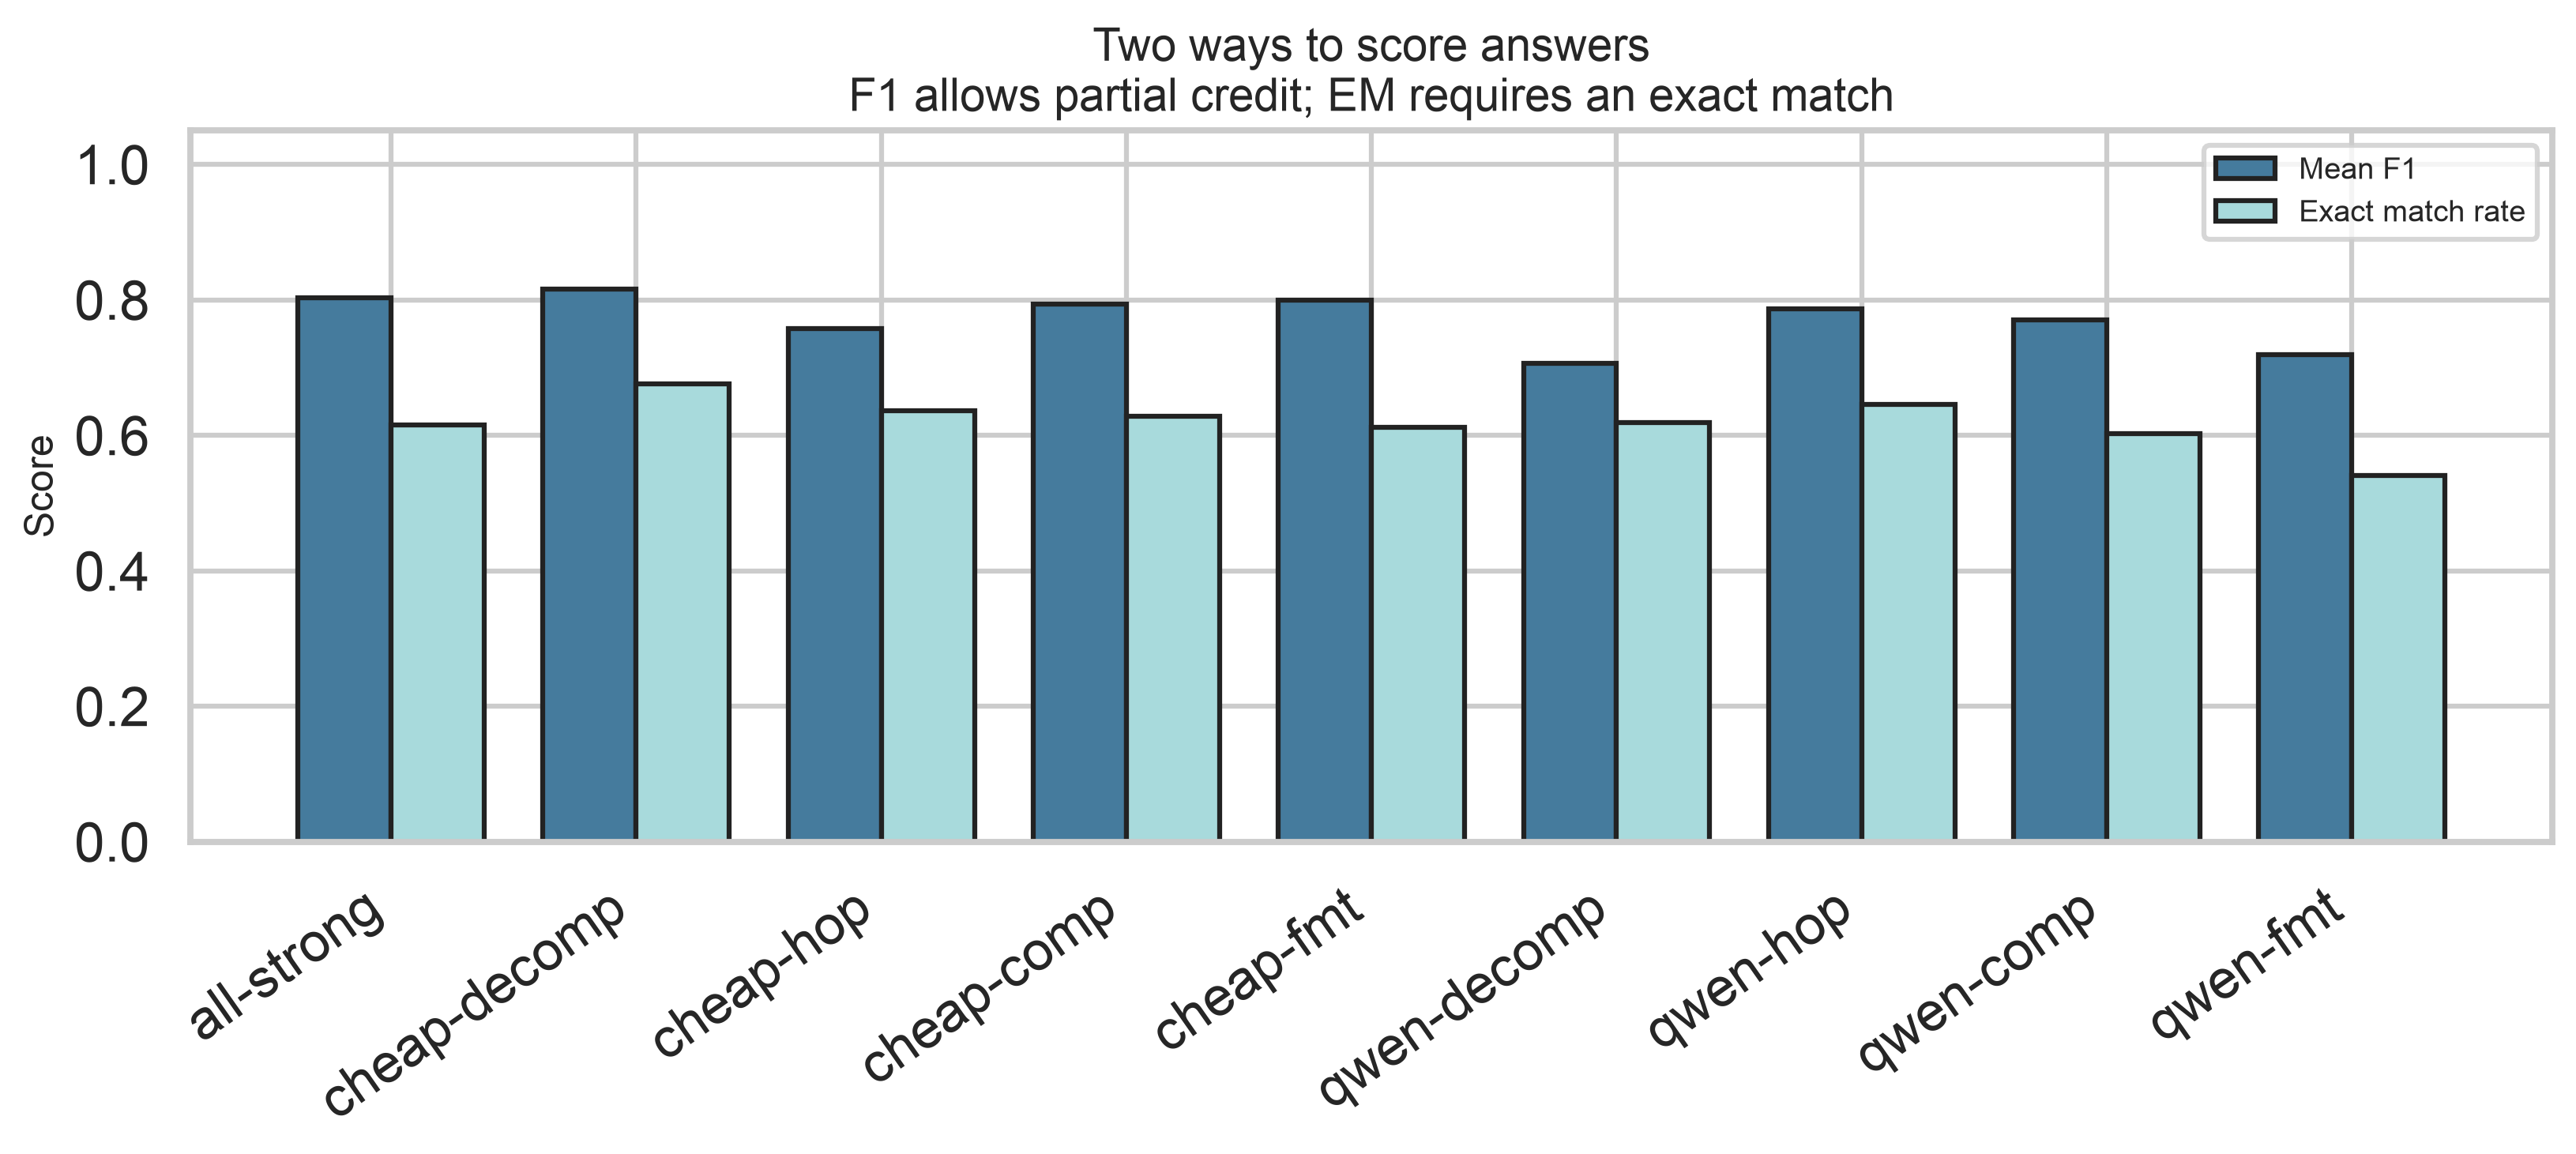 Two ways to score answers
F1 allows partial credit; EM requires an exact match
Mean F1
Exact match rate
Score
1.0
0.8
0.6
0.4
0.2
0.0
all-strong
cheap-decomp
cheap-hop
cheap-comp
cheap-fmt
qwen-decomp
qwen-hop
qwen-comp
qwen-fmt